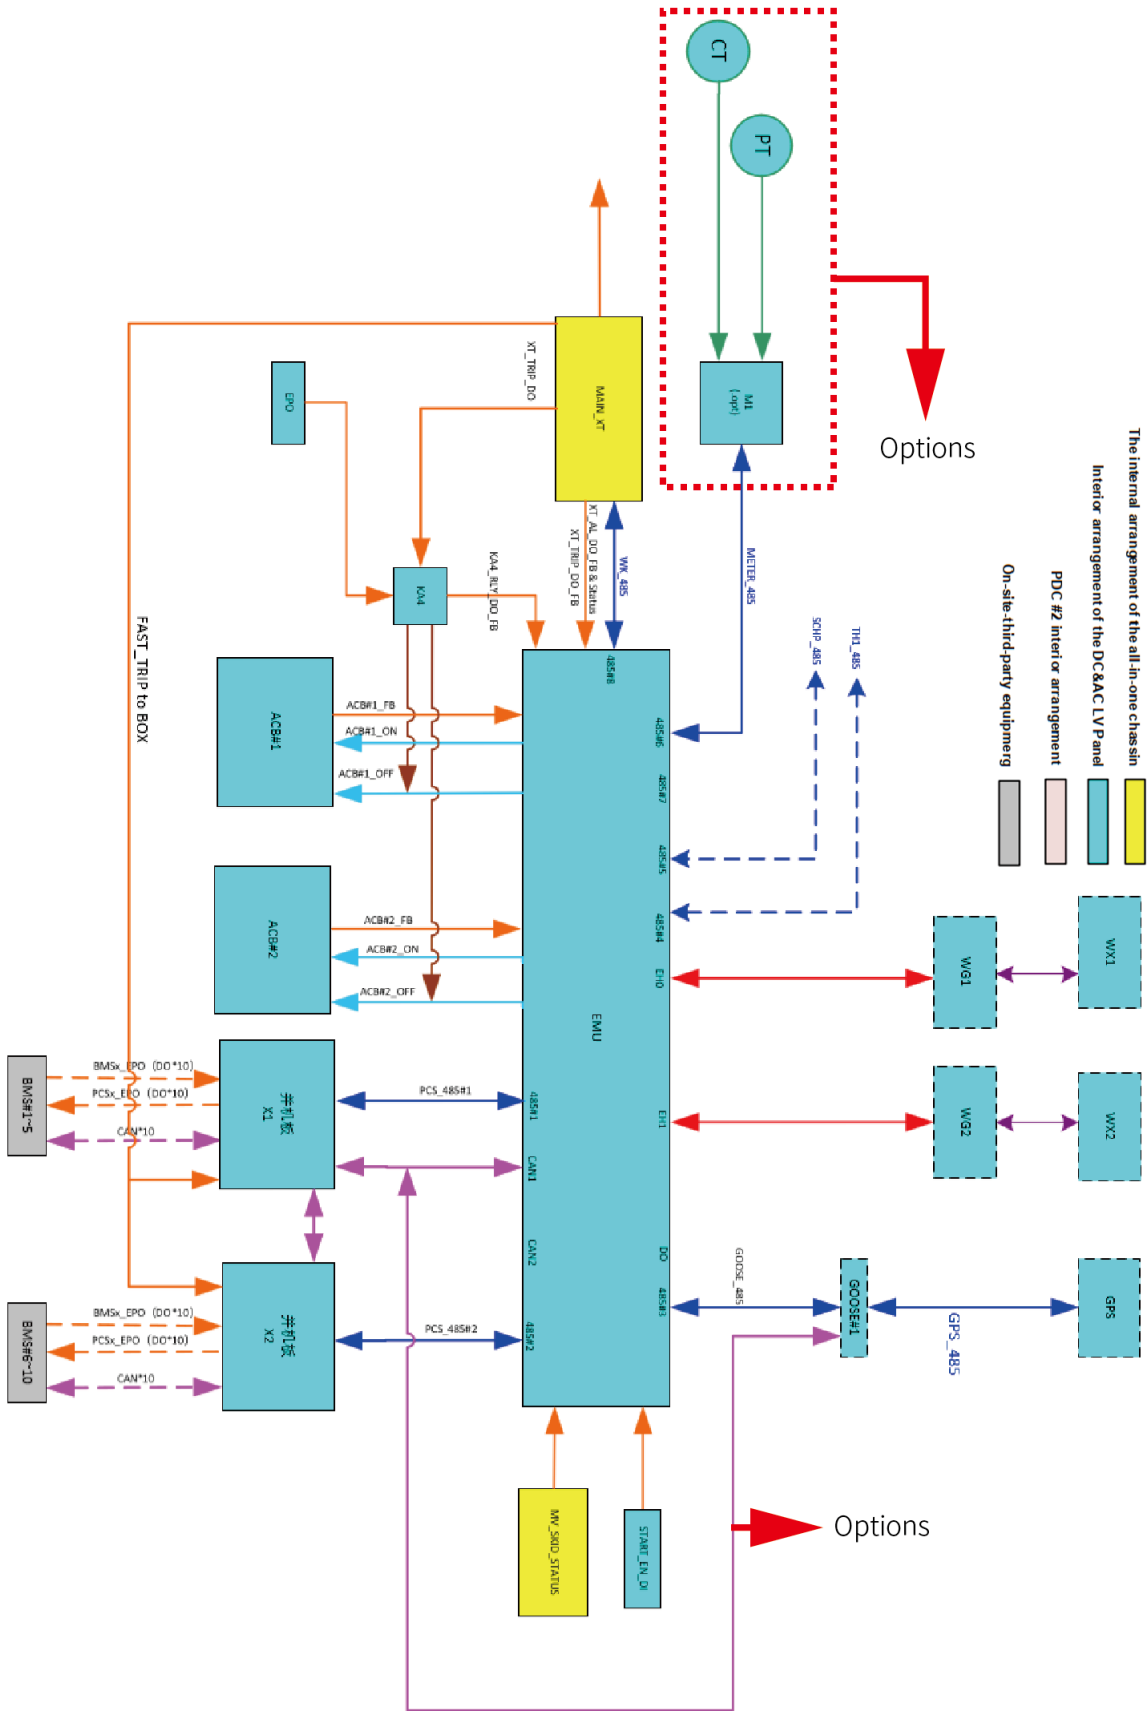 CT
PT
M1
(.opt)
Options
The internal arrangement of the all-in-one chassin
Interior arrangement of the DC&AC LV Panel
PDC #2 interior arrangement
On-site-third-party equipmerg
MAIN_XT
XT_TRIP_DO
EPO
KA4
KA4_RLY_DO_FB
XT_AL_DO_FB & Status
XT_TRIP_DO_FB
WK_485
METER_485
SCHP_485
TH1_485
FAST_TRIP to BOX
485#8
485#6
485#7
485#5
485#4
EH0
EH1
DO
485#3
485#1
CAN1
CAN2
485#2
EMU
ACB#1
ACB#1_FB
ACB#1_ON
ACB#1_OFF
ACB#2
ACB#2_FB
ACB#2_ON
ACB#2_OFF
WG1
WX1
WG2
WX2
BMS#1~5
BMSx_EPO (DO*10)
PCSx_EPO (DO*10)
CAN*10
并机板
X1
PCS_485#1
BMS#6~10
BMSx_EPO (DO*10)
PCSx_EPO (DO*10)
CAN*10
并机板
X2
PCS_485#2
GOOSE_485
GOOSE#1
GPS_485
GPS
MV_SKID_STATUS
START_EN_DI
Options